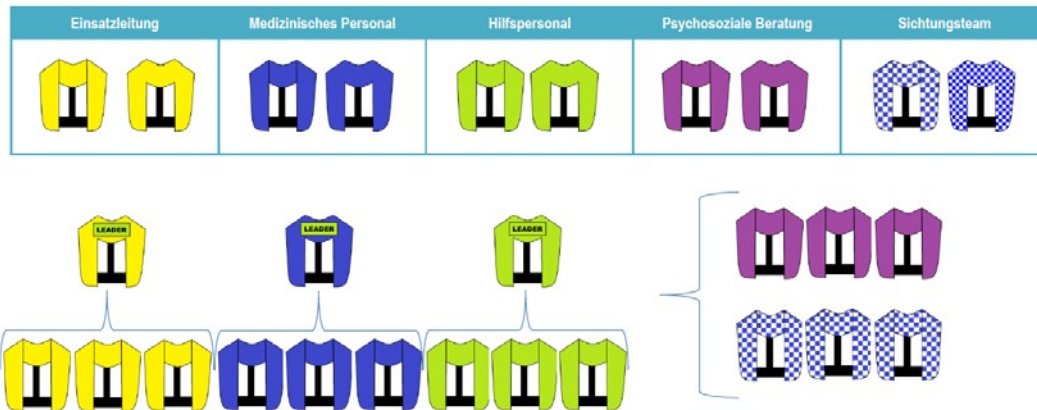 Einsatzleitung
Medizinisches Personal
Hilfspersonal
Psychosoziale Beratung
Sichtungsteam
LEADER
LEADER
LEADER